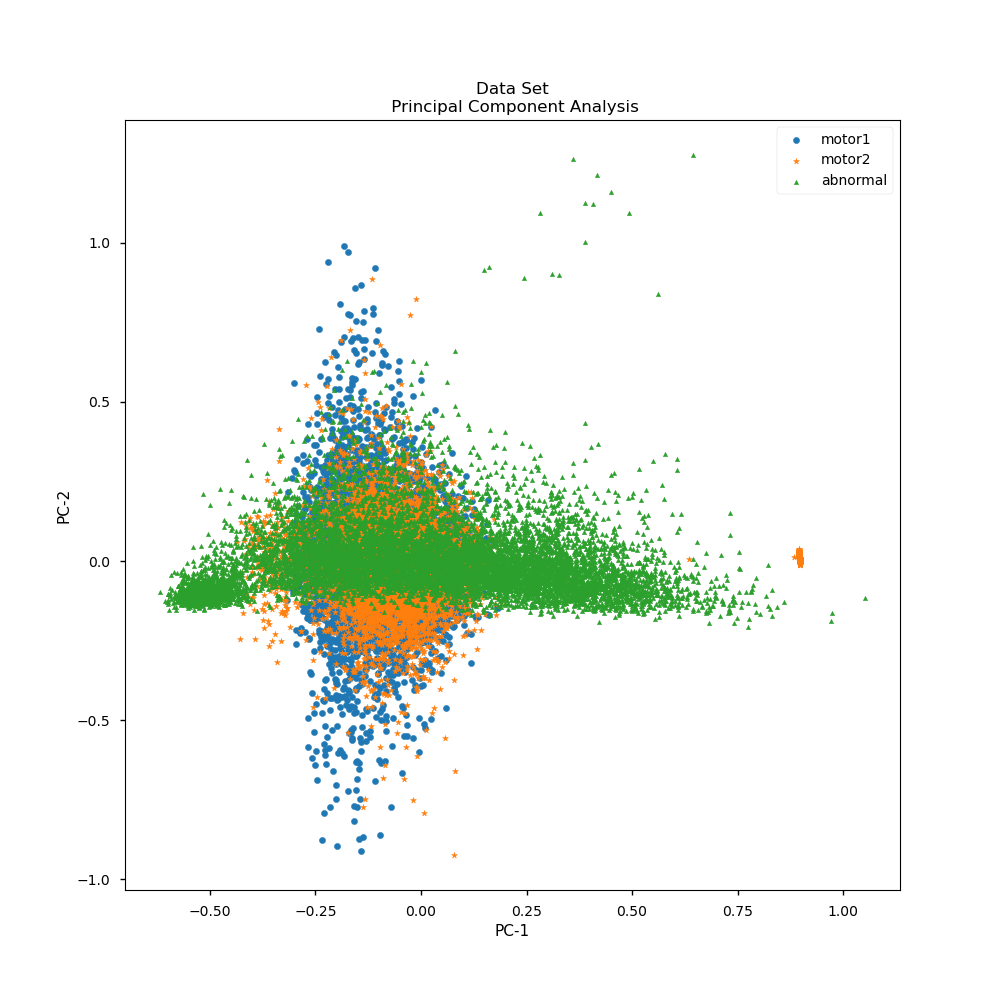 Data Set
Principal Component Analysis
motor1
motor2
abnormal
1.0
0.5
0.0
−0.5
−1.0
PC-2
−0.50
−0.25
0.00
0.25
0.50
0.75
1.00
PC-1